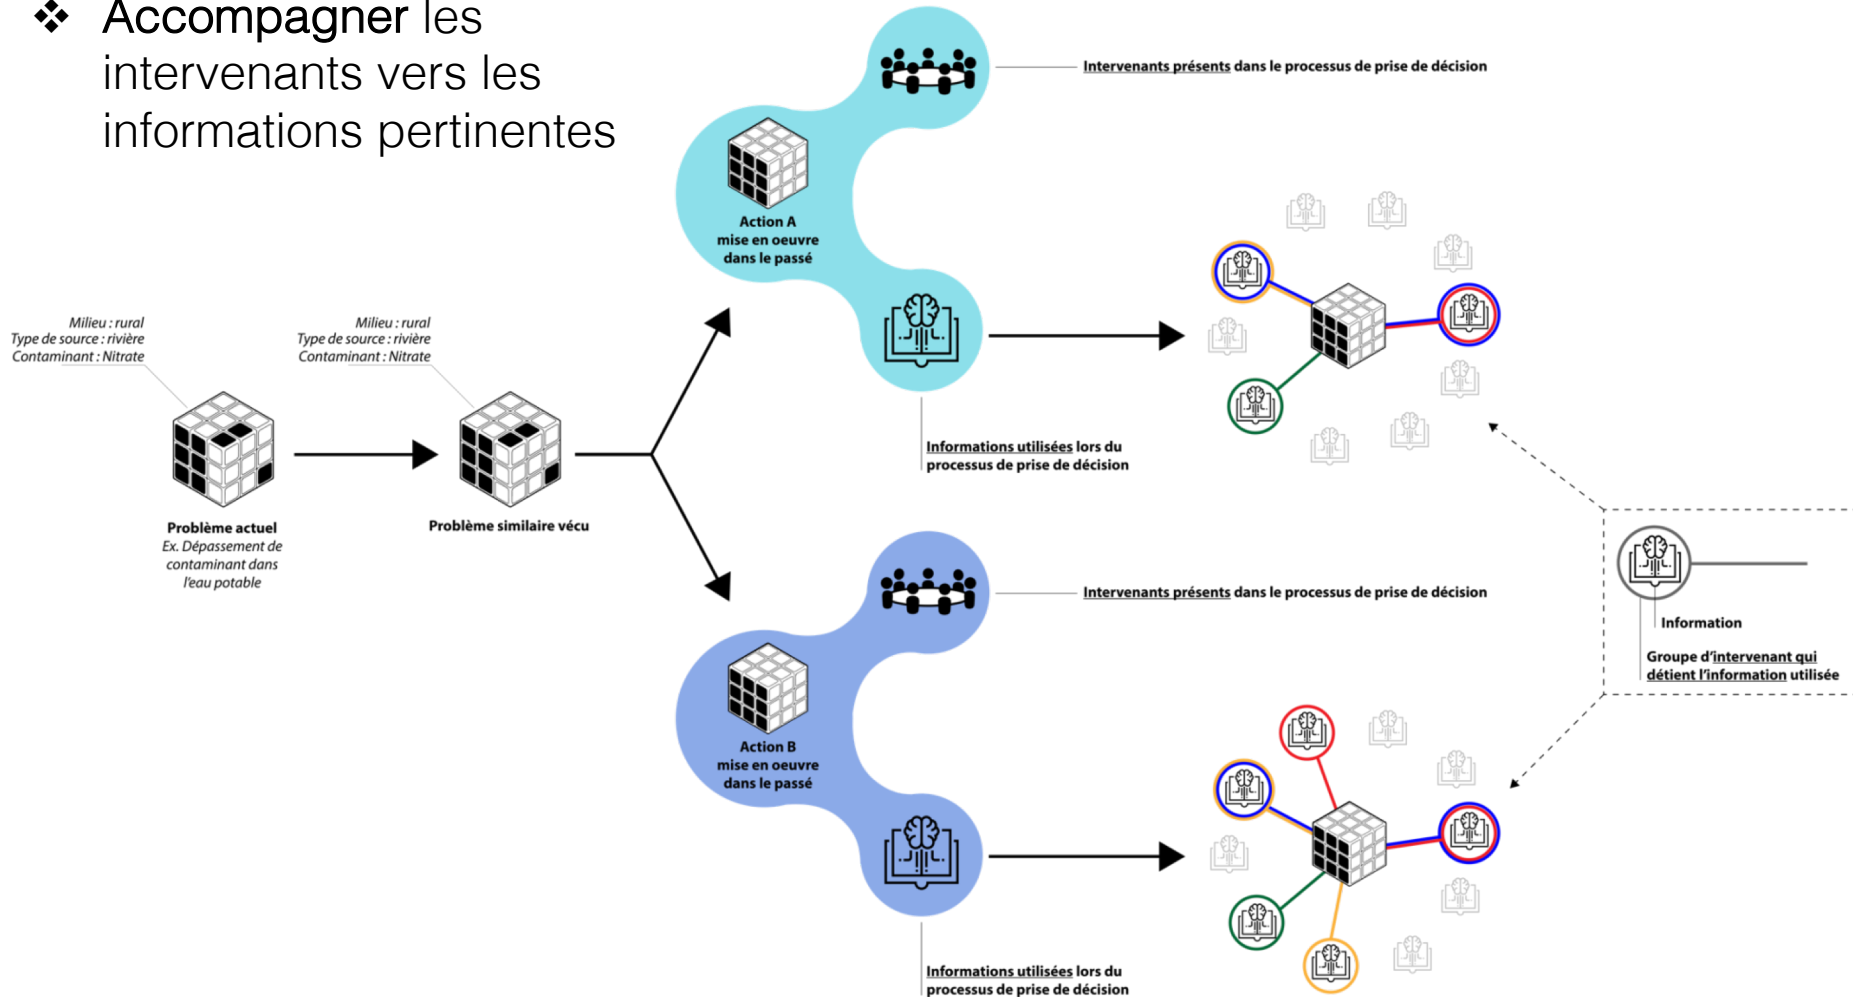 ❖ Accompagner les
intervenants vers les
informations pertinentes
Intervenants présents dans le processus de prise de décision
Action A
mise en oeuvre
dans le passé
Milieu : rural
Type de source : rivière
Contaminant : Nitrate
Milieu : rural
Type de source : rivière
Contaminant : Nitrate
Informations utilisées lors du
processus de prise de décision
Problème actuel
Ex. Dépassement de
contaminant dans
l'eau potable
Problème similaire vécu
Intervenants présents dans le processus de prise de décision
Information
Groupe d'intervenant qui
détient l'information utilisée
Action B
mise en oeuvre
dans le passé
Informations utilisées lors du
processus de prise de décision